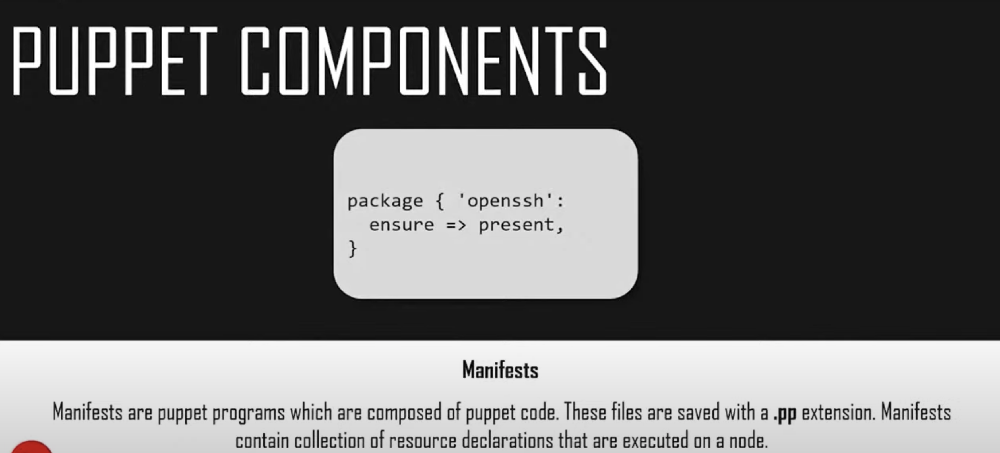 PUPPET COMPONENTS
package { 'openssh':
  ensure => present,
}
Manifests
Manifests are puppet programs which are composed of puppet code. These files are saved with a .pp extension. Manifests
contain collection of resource declarations that are executed on a node.